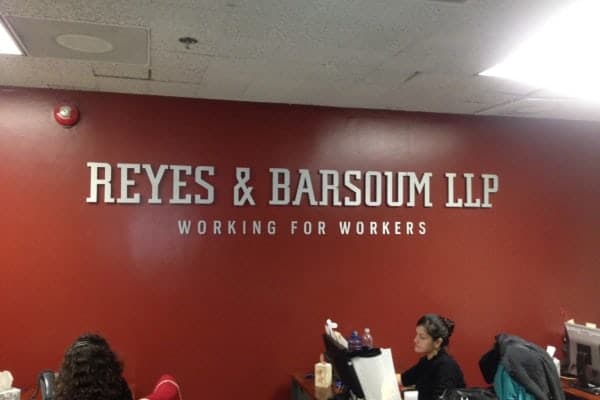 REYES & BARSOUM LLP
WORKING FOR WORKERS